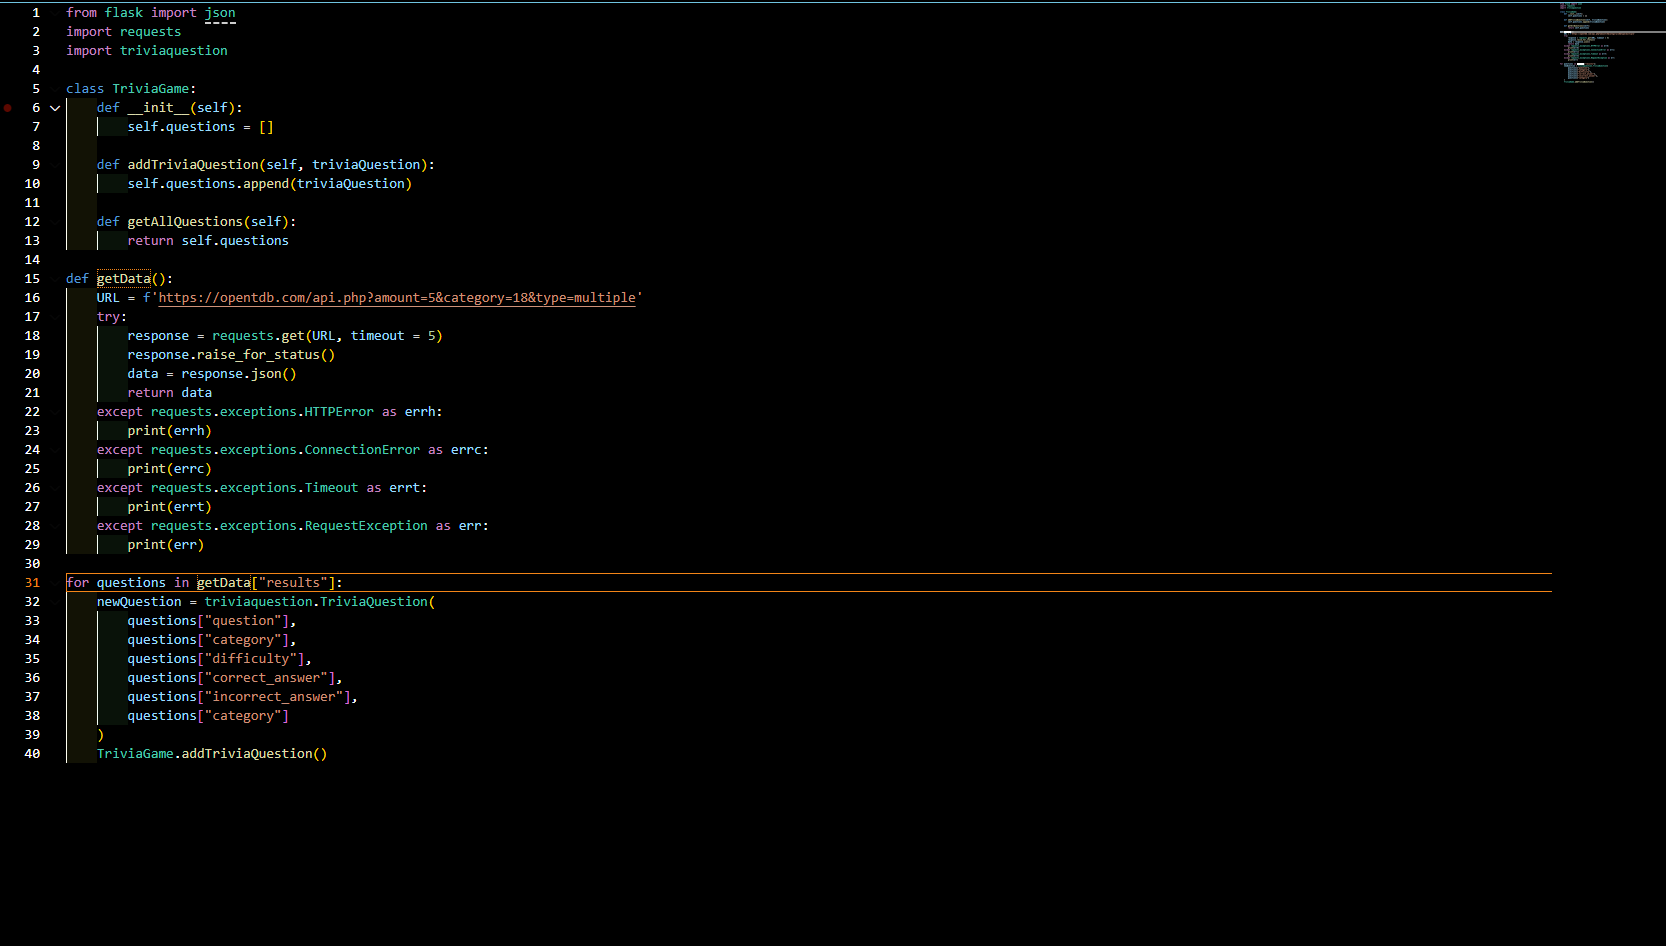 1 from flask import json
2 import requests
3 import triviaquestion
4
5 class TriviaGame:
6 def __init__(self):
7 self.questions = []
8
9 def addTriviaQuestion(self, triviaQuestion):
10 self.questions.append(triviaQuestion)
11
12 def getAllQuestions(self):
13 return self.questions
14
15 def getData():
16 URL = f'https://opentdb.com/api.php?amount=5&category=18&type=multiple'
17 try:
18 response = requests.get(URL, timeout = 5)
19 response.raise_for_status()
20 data = response.json()
21 return data
22 except requests.exceptions.HTTPError as errh:
23 print(errh)
24 except requests.exceptions.ConnectionError as errc:
25 print(errc)
26 except requests.exceptions.Timeout as errt:
27 print(errt)
28 except requests.exceptions.RequestException as err:
29 print(err)
30
31 for questions in getData["results"]:
32 newQuestion = triviaquestion.TriviaQuestion(
33 questions["question"],
34 questions["category"],
35 questions["difficulty"],
36 questions["correct_answer"],
37 questions["incorrect_answer"],
38 questions["category"]
39 )
40 TriviaGame.addTriviaQuestion()